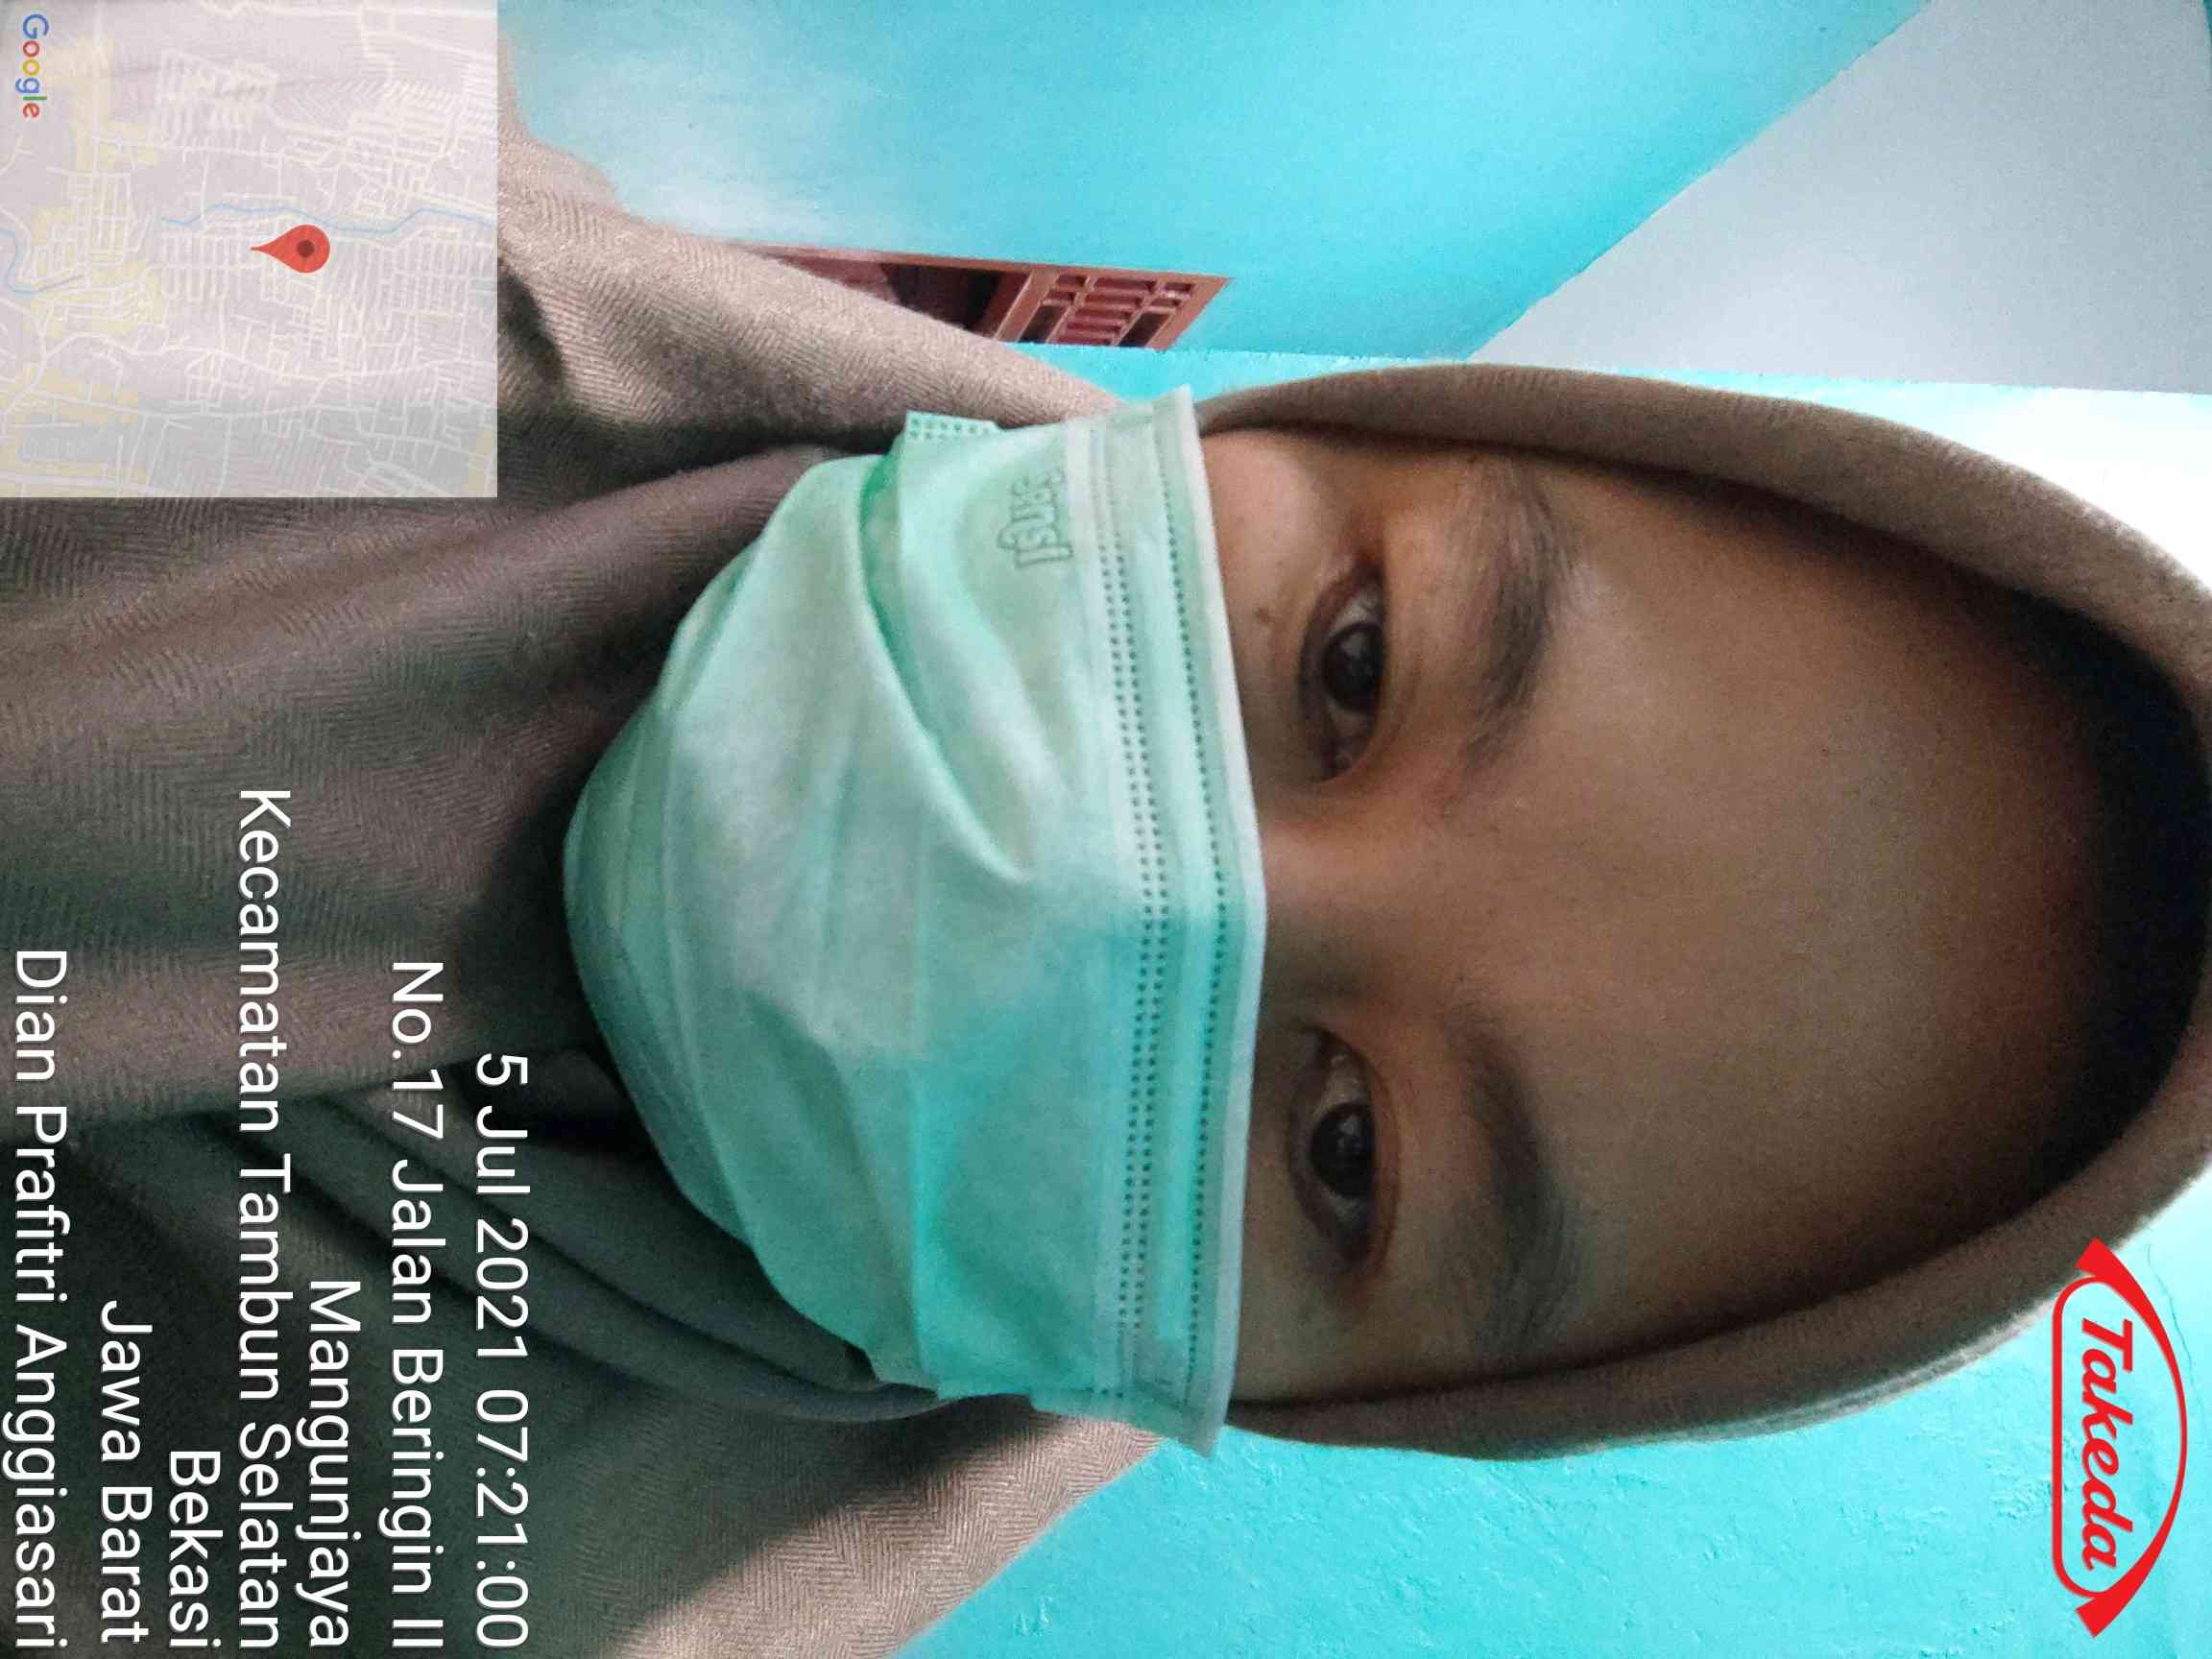 Takeda
sensi
5 Jul 2021 07:21:00
No.17 Jalan Beringin II
Mangunjaya
Kecamatan Tambun Selatan
Bekasi
Jawa Barat
Dian Prafitri Anggiasari
Google